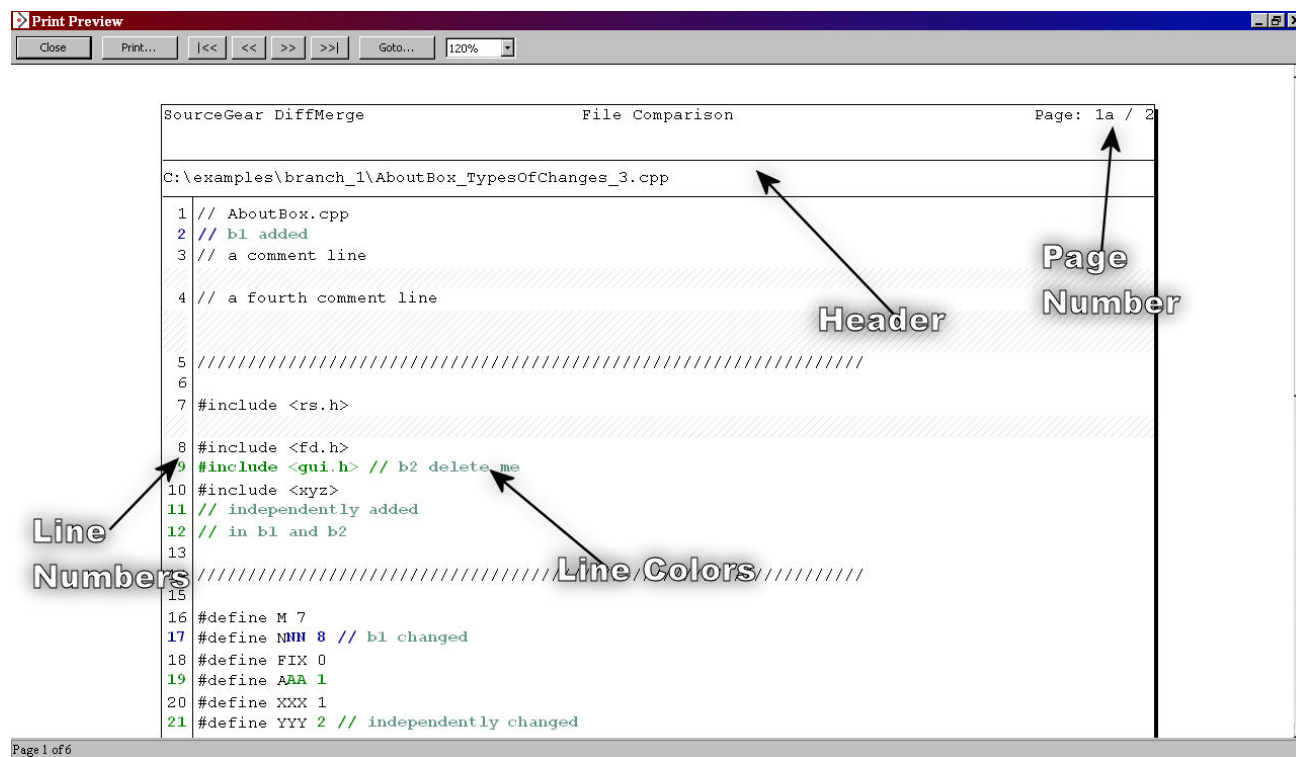 Print Preview
Close Print... |<< << >> >>| Goto... 120%
SourceGear DiffMerge File Comparison Page: 1a / 2
C:\examples\branch_1\AboutBox_TypesOfChanges_3.cpp
1 // AboutBox.cpp
2 // b1 added
3 // a comment line
4 // a fourth comment line
5 //////////////////////////////////////////////////////////////////
6
7 #include <rs.h>
8 #include <fd.h>
9 #include <gui.h> // b2 delete me
10 #include <xyz>
11 // independently added
12 // in b1 and b2
13
//////////////////////////////////////////////////////////////////
15
16 #define M 7
17 #define NNN 8 // b1 changed
18 #define FIX 0
19 #define AAA 1
20 #define XXX 1
21 #define YYY 2 // independently changed
Page
Number
Header
Line
Numbers
Line Colors
Page 1 of 6